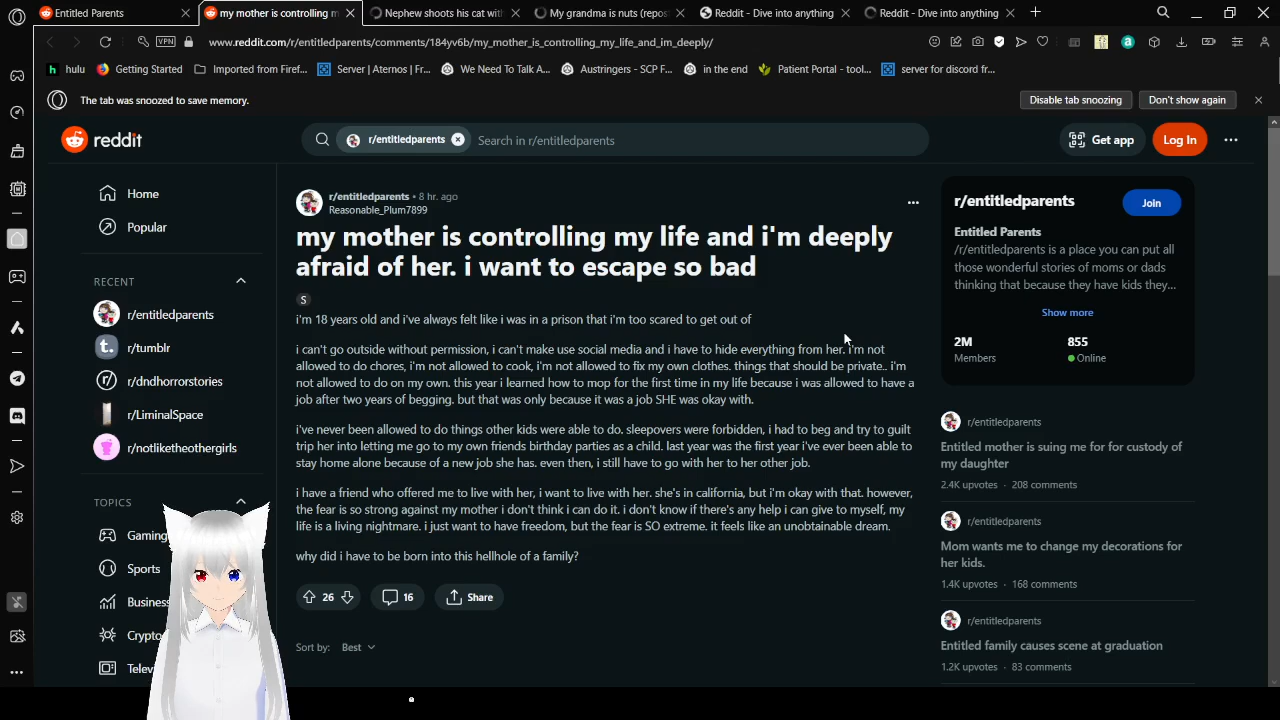 Entitled Parents
my mother is controlling m
Nephew shoots his cat with
My grandma is nuts (repos
Reddit - Dive into anything
Reddit - Dive into anything
VPN
www.reddit.com/r/entitledparents/comments/184yv6b/my_mother_is_controlling_my_life_and_im_deeply/
hulu
Getting Started
Imported from Firef...
Server | Aternos | Fr...
We Need To Talk A...
Austringers - SCP F...
in the end
Patient Portal - tool...
server for discord fr...
The tab was snoozed to save memory.
Disable tab snoozing
Don't show again
reddit
r/entitledparents
Search in r/entitledparents
Get app
Log In
Home
Popular
RECENT
r/entitledparents
r/tumblr
r/dndhorrorstories
r/LiminalSpace
r/notliketheothergirls
TOPICS
Gaming
Sports
Business
Crypto
Televi
r/entitledparents • 8 hr. ago
Reasonable_Plum7899
my mother is controlling my life and i'm deeply
afraid of her. i want to escape so bad
S
i'm 18 years old and i've always felt like i was in a prison that i'm too scared to get out of
i can't go outside without permission, i can't make use social media and i have to hide everything from her. i'm not
allowed to do chores, i'm not allowed to cook, i'm not allowed to fix my own clothes. things that should be private.. i'm
not allowed to do on my own. this year i learned how to mop for the first time in my life because i was allowed to have a
job after two years of begging. but that was only because it was a job SHE was okay with.
i've never been allowed to do things other kids were able to do. sleepovers were forbidden, i had to beg and try to guilt
trip her into letting me go to my own friends birthday parties as a child. last year was the first year i've ever been able to
stay home alone because of a new job she has. even then, i still have to go with her to her other job.
i have a friend who offered me to live with her, i want to live with her. she's in california, but i'm okay with that. however,
the fear is so strong against my mother i don't think i can do it. i don't know if there's any help i can give to myself, my
life is a living nightmare. i just want to have freedom, but the fear is SO extreme. it feels like an unobtainable dream.
why did i have to be born into this hellhole of a family?
26
16
Share
Sort by: Best
r/entitledparents
Join
Entitled Parents
/r/entitledparents is a place you can put all
those wonderful stories of moms or dads
thinking that because they have kids they...
Show more
2M
Members
855
Online
r/entitledparents
Entitled mother is suing me for for custody of
my daughter
2.4K upvotes · 208 comments
r/entitledparents
Mom wants me to change my decorations for
her kids.
1.4K upvotes · 168 comments
r/entitledparents
Entitled family causes scene at graduation
1.2K upvotes · 83 comments